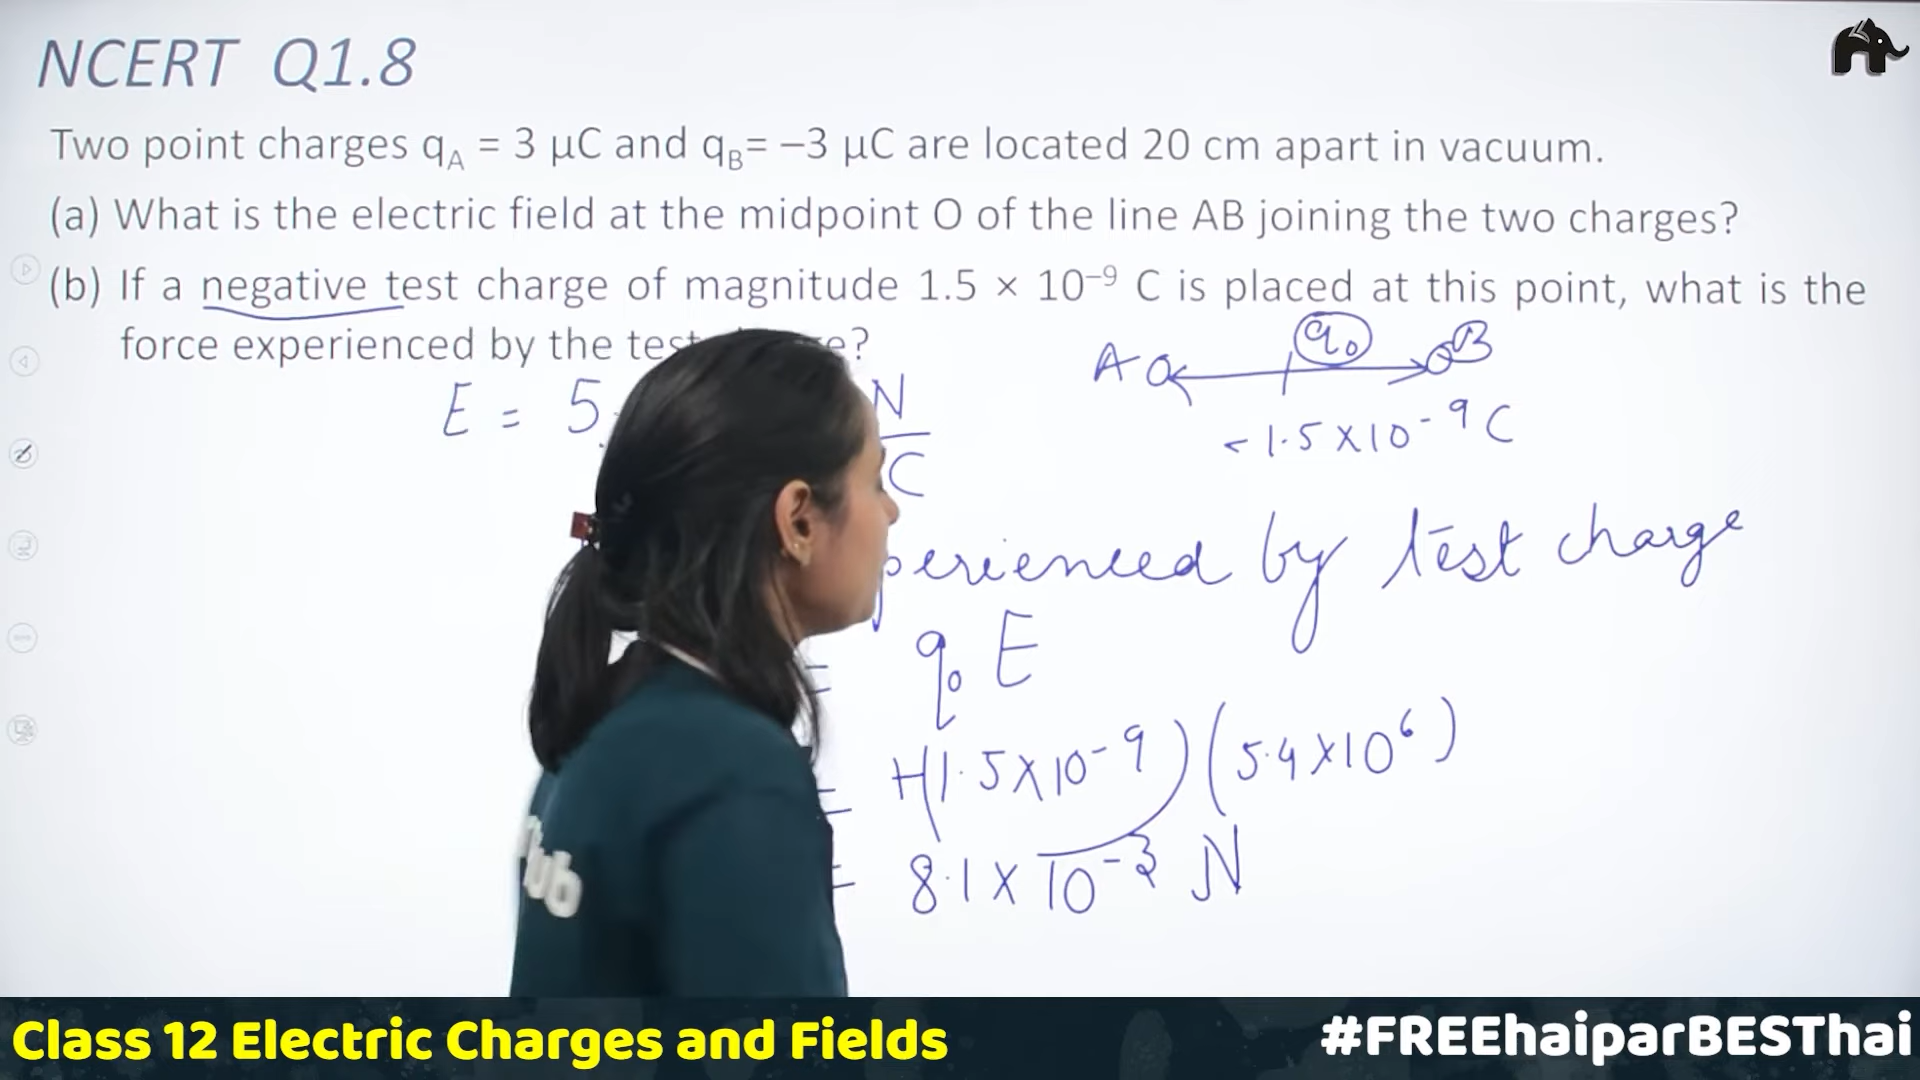 NCERT Q1.8
Two point charges qA = 3 μC and qB= –3 μC are located 20 cm apart in vacuum.
(a) What is the electric field at the midpoint O of the line AB joining the two charges?
(b) If a negative test charge of magnitude 1.5 × 10⁻⁹ C is placed at this point, what is the
force experienced by the test e?
A q₀ B
E = 5. N/C
-1.5×10⁻⁹ C
perienced by test charge
= q₀ E
= (-1.5×10⁻⁹) (5.4×10⁶)
= 8.1 × 10⁻³ N
ub
Class 12 Electric Charges and Fields
#FREEhaiparBESThai